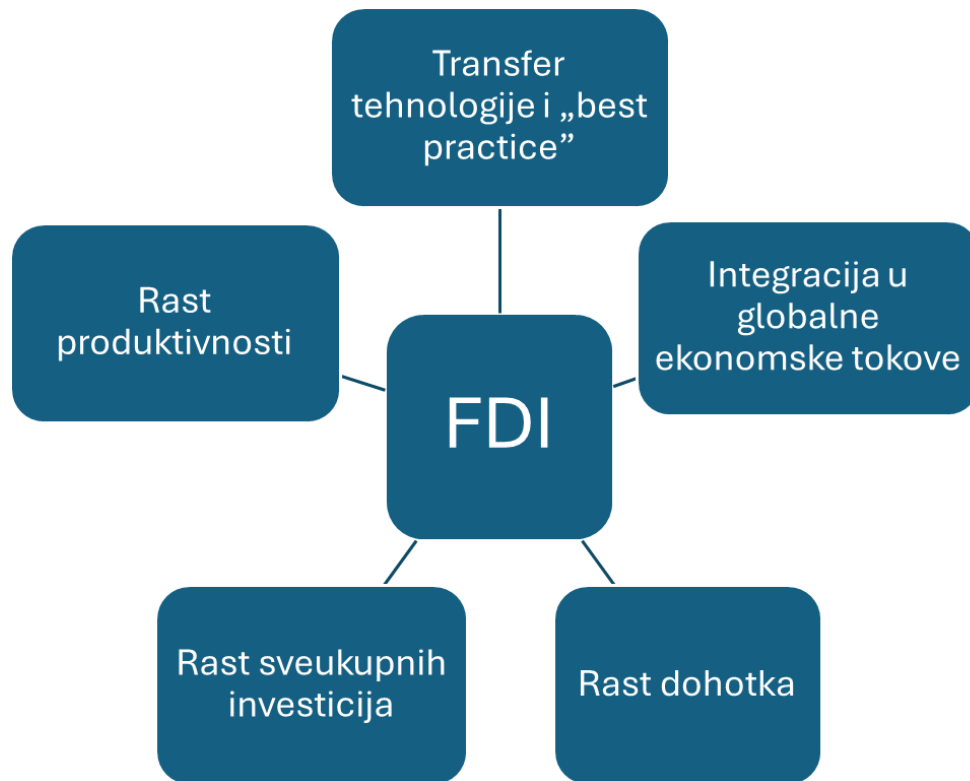 Transfer
tehnologije i „best
practice”
Rast
produktivnosti
Integracija u
globalne
ekonomske tokove
FDI
Rast sveukupnih
investicija
Rast dohotka